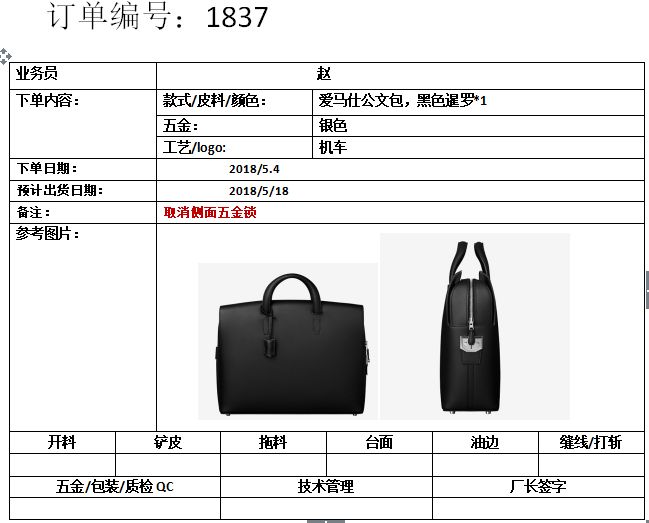 订单编号：1837
业务员 赵
下单内容： 款式/皮料/颜色： 爱马仕公文包，黑色暹罗*1
五金： 银色
工艺/logo: 机车
下单日期： 2018/5.4
预计出货日期： 2018/5/18
备注： 取消侧面五金锁
参考图片：
开料 铲皮 拖料 台面 油边 缝线/打斩
五金/包装/质检 QC 技术管理 厂长签字